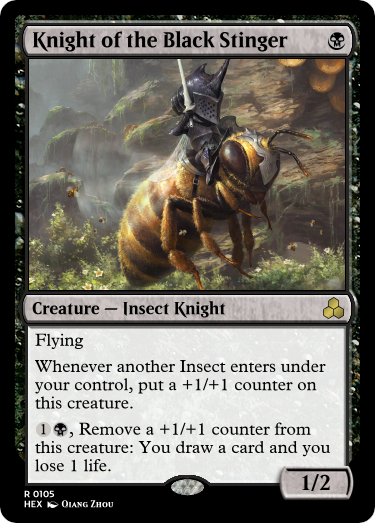 Knight of the Black Stinger
Creature — Insect Knight
Flying
Whenever another Insect enters under
your control, put a +1/+1 counter on
this creature.
1 , Remove a +1/+1 counter from
this creature: You draw a card and you
lose 1 life.
1/2
R 0105
HEX Qiang Zhou